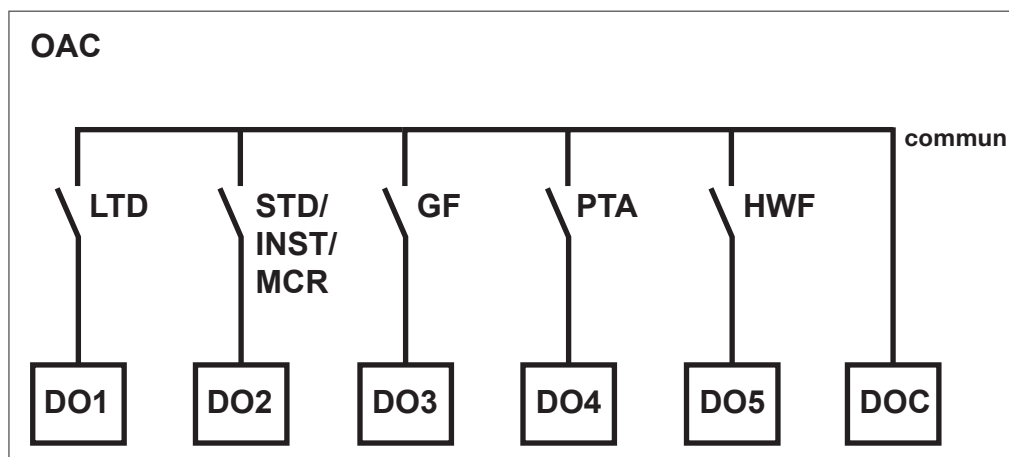 OAC
commun
LTD
STD/
INST/
MCR
GF
PTA
HWF
DO1
DO2
DO3
DO4
DO5
DOC